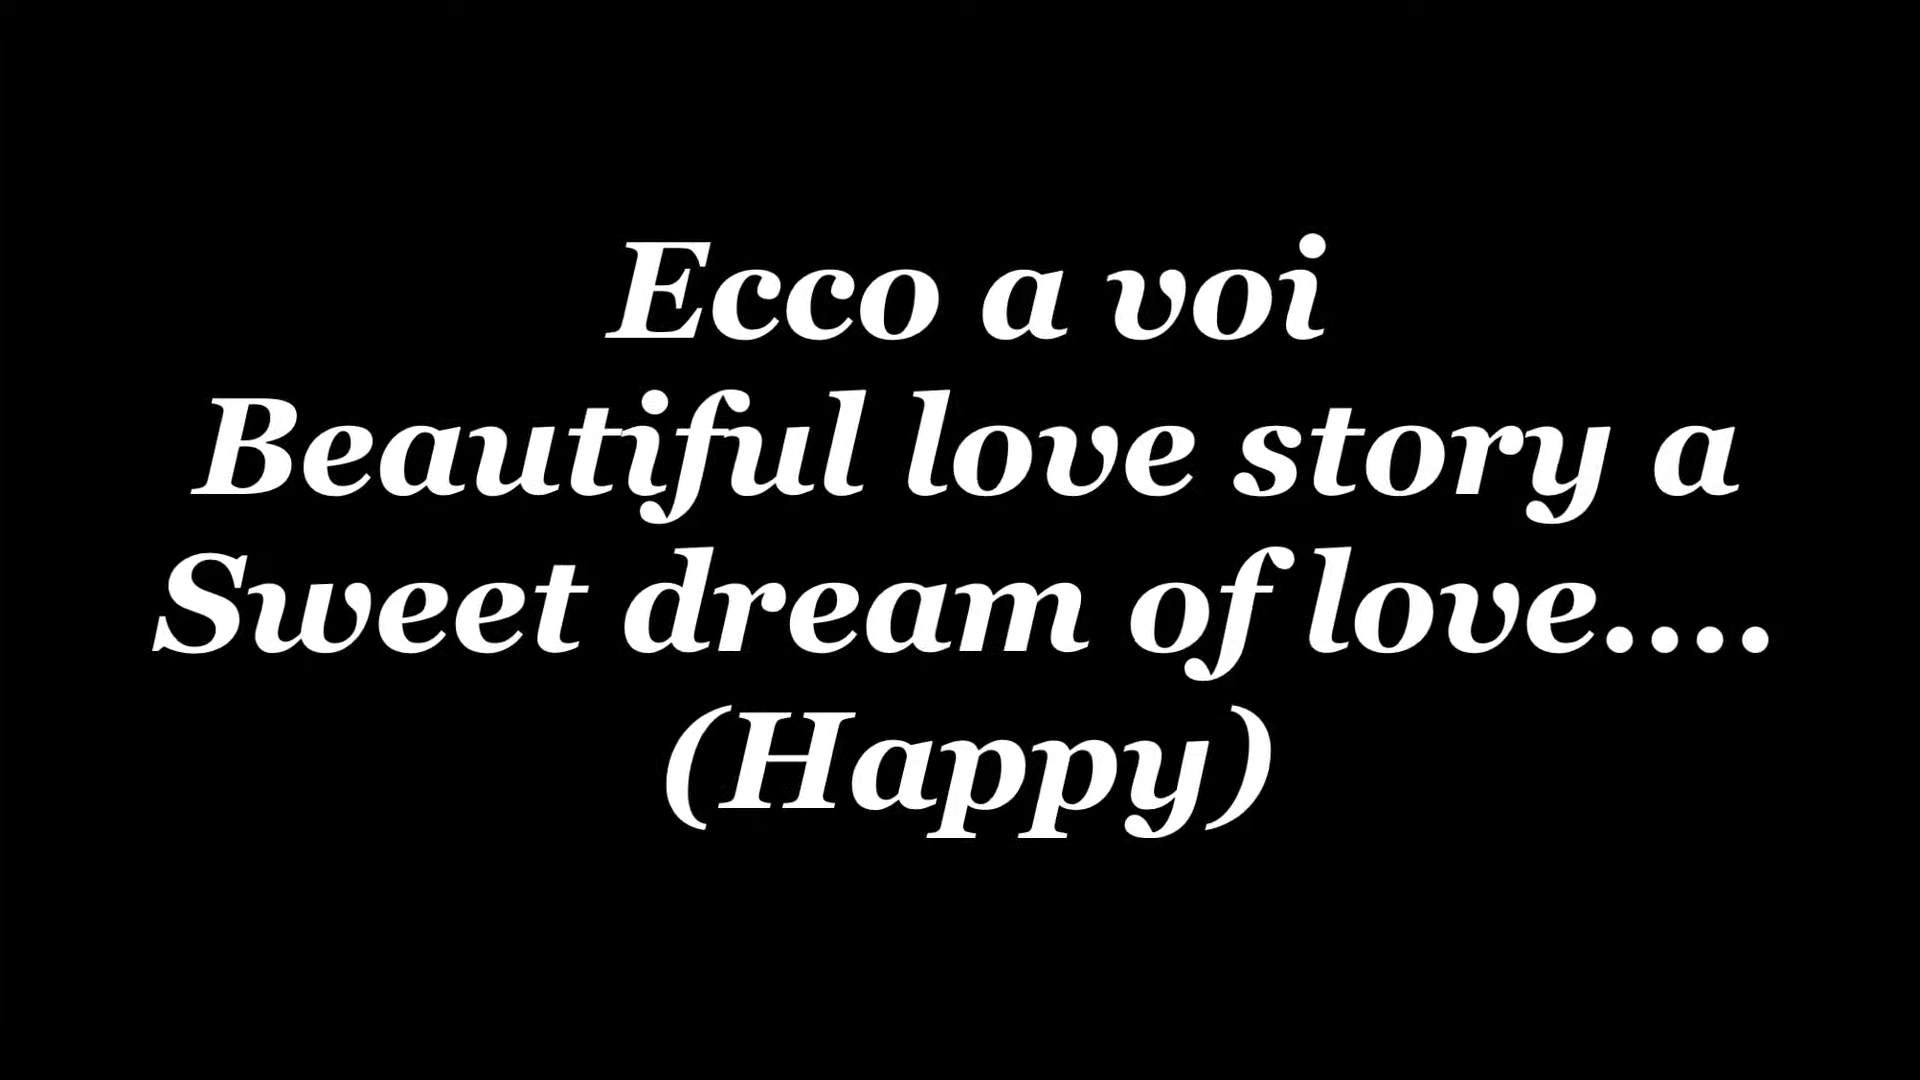 Ecco a voi
Beautiful love story a
Sweet dream of love....
(Happy)